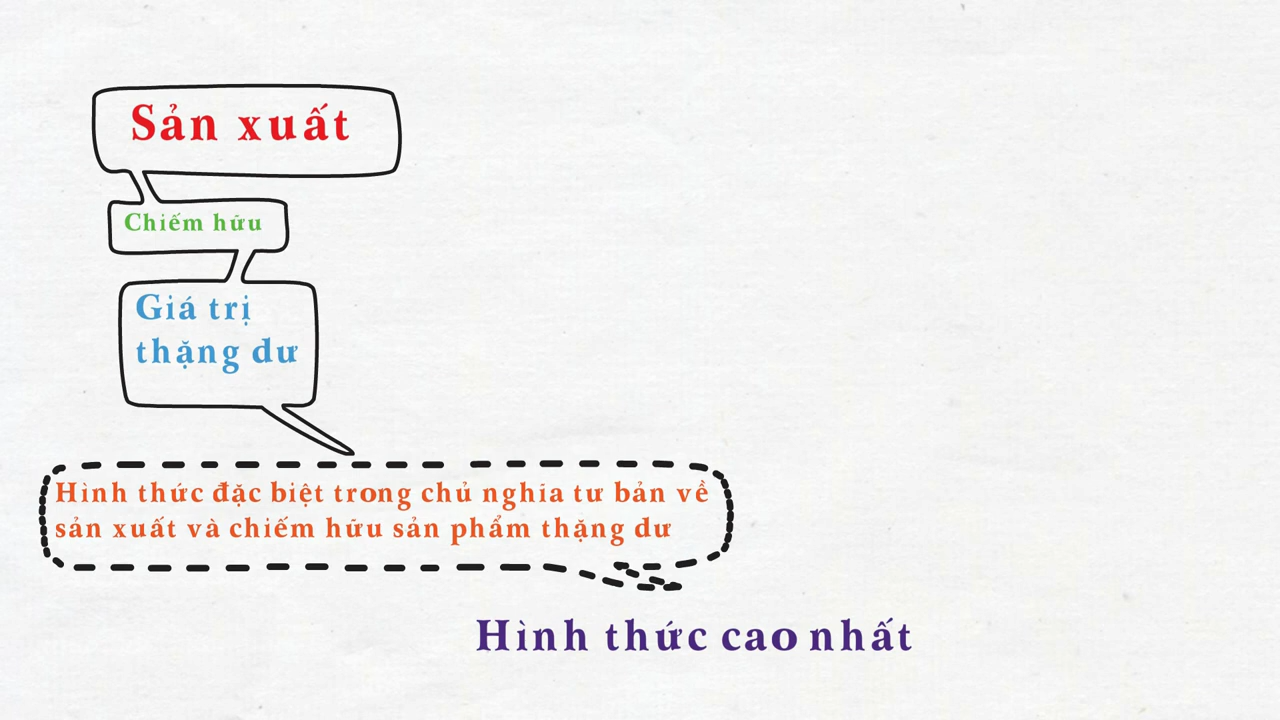 Sản xuất
Chiếm hữu
Giá trị
thặng dư
Hình thức đặc biệt trong chủ nghĩa tư bản về
sản xuất và chiếm hữu sản phẩm thặng dư
Hình thức cao nhất